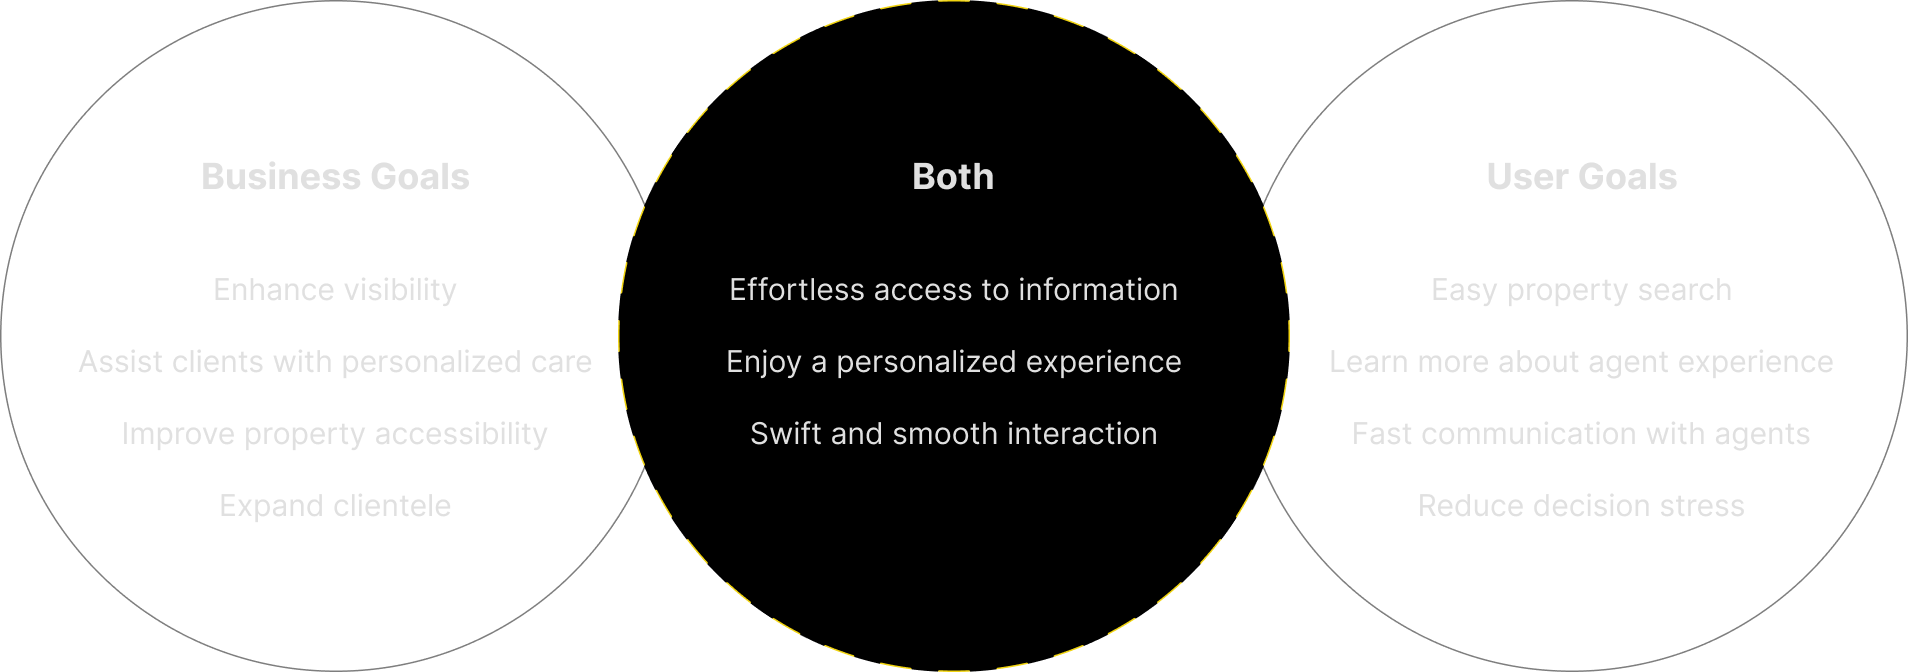 Business Goals
Enhance visibility
Assist clients with personalized care
Improve property accessibility
Expand clientele
Both
Effortless access to information
Enjoy a personalized experience
Swift and smooth interaction
User Goals
Easy property search
Learn more about agent experience
Fast communication with agents
Reduce decision stress